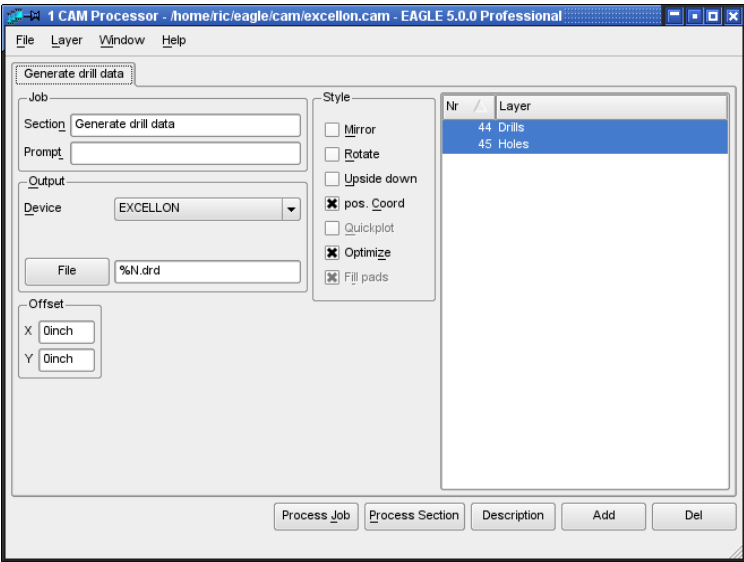 1 CAM Processor - /home/ric/eagle/cam/excellon.cam - EAGLE 5.0.0 Professional
File Layer Window Help
Generate drill data
Job
Section Generate drill data
Prompt
Output
Device EXCELLON
File %N.drd
Offset
X 0inch
Y 0inch
Style
Mirror
Rotate
Upside down
pos. Coord
Quickplot
Optimize
Fill pads
Nr Layer
44 Drills
45 Holes
Process Job Process Section Description Add Del